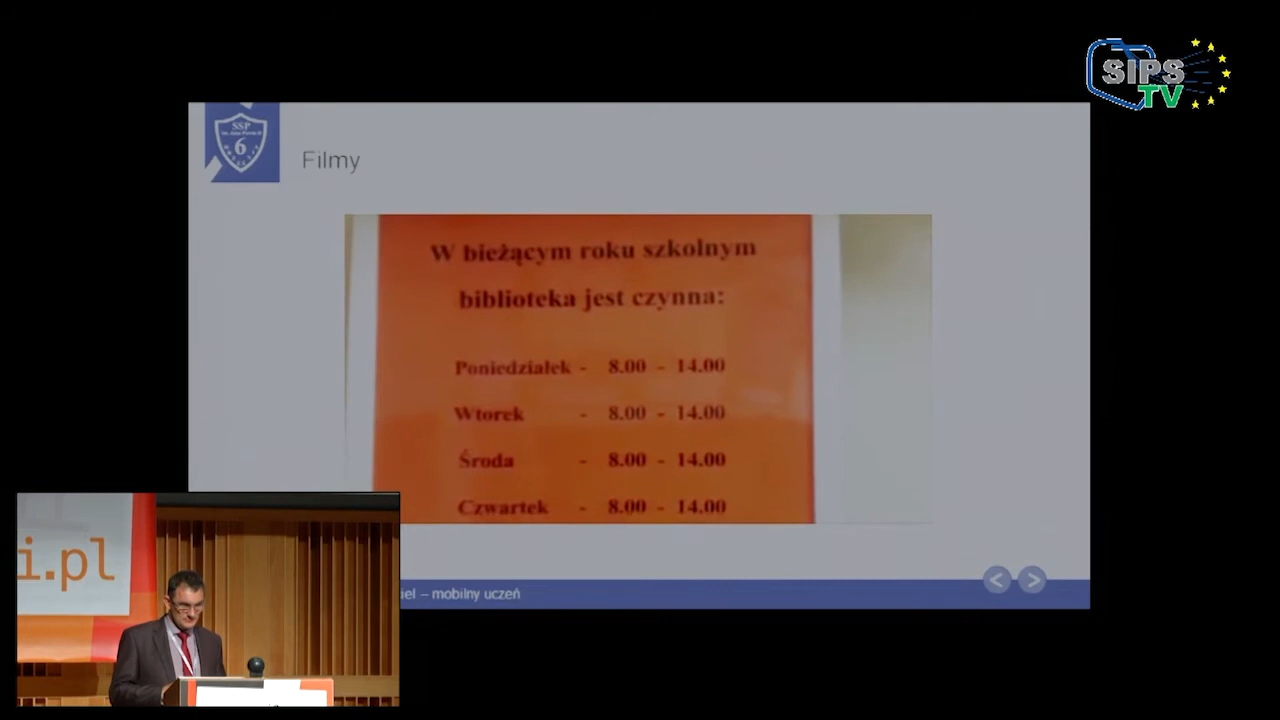 SIPS
TV
SSP
6
Filmy
W bieżącym roku szkolnym
biblioteka jest czynna:
Poniedziałek - 8.00 - 14.00
Wtorek - 8.00 - 14.00
Środa - 8.00 - 14.00
Czwartek - 8.00 - 14.00
i.pl
iel – mobilny uczeń
< >